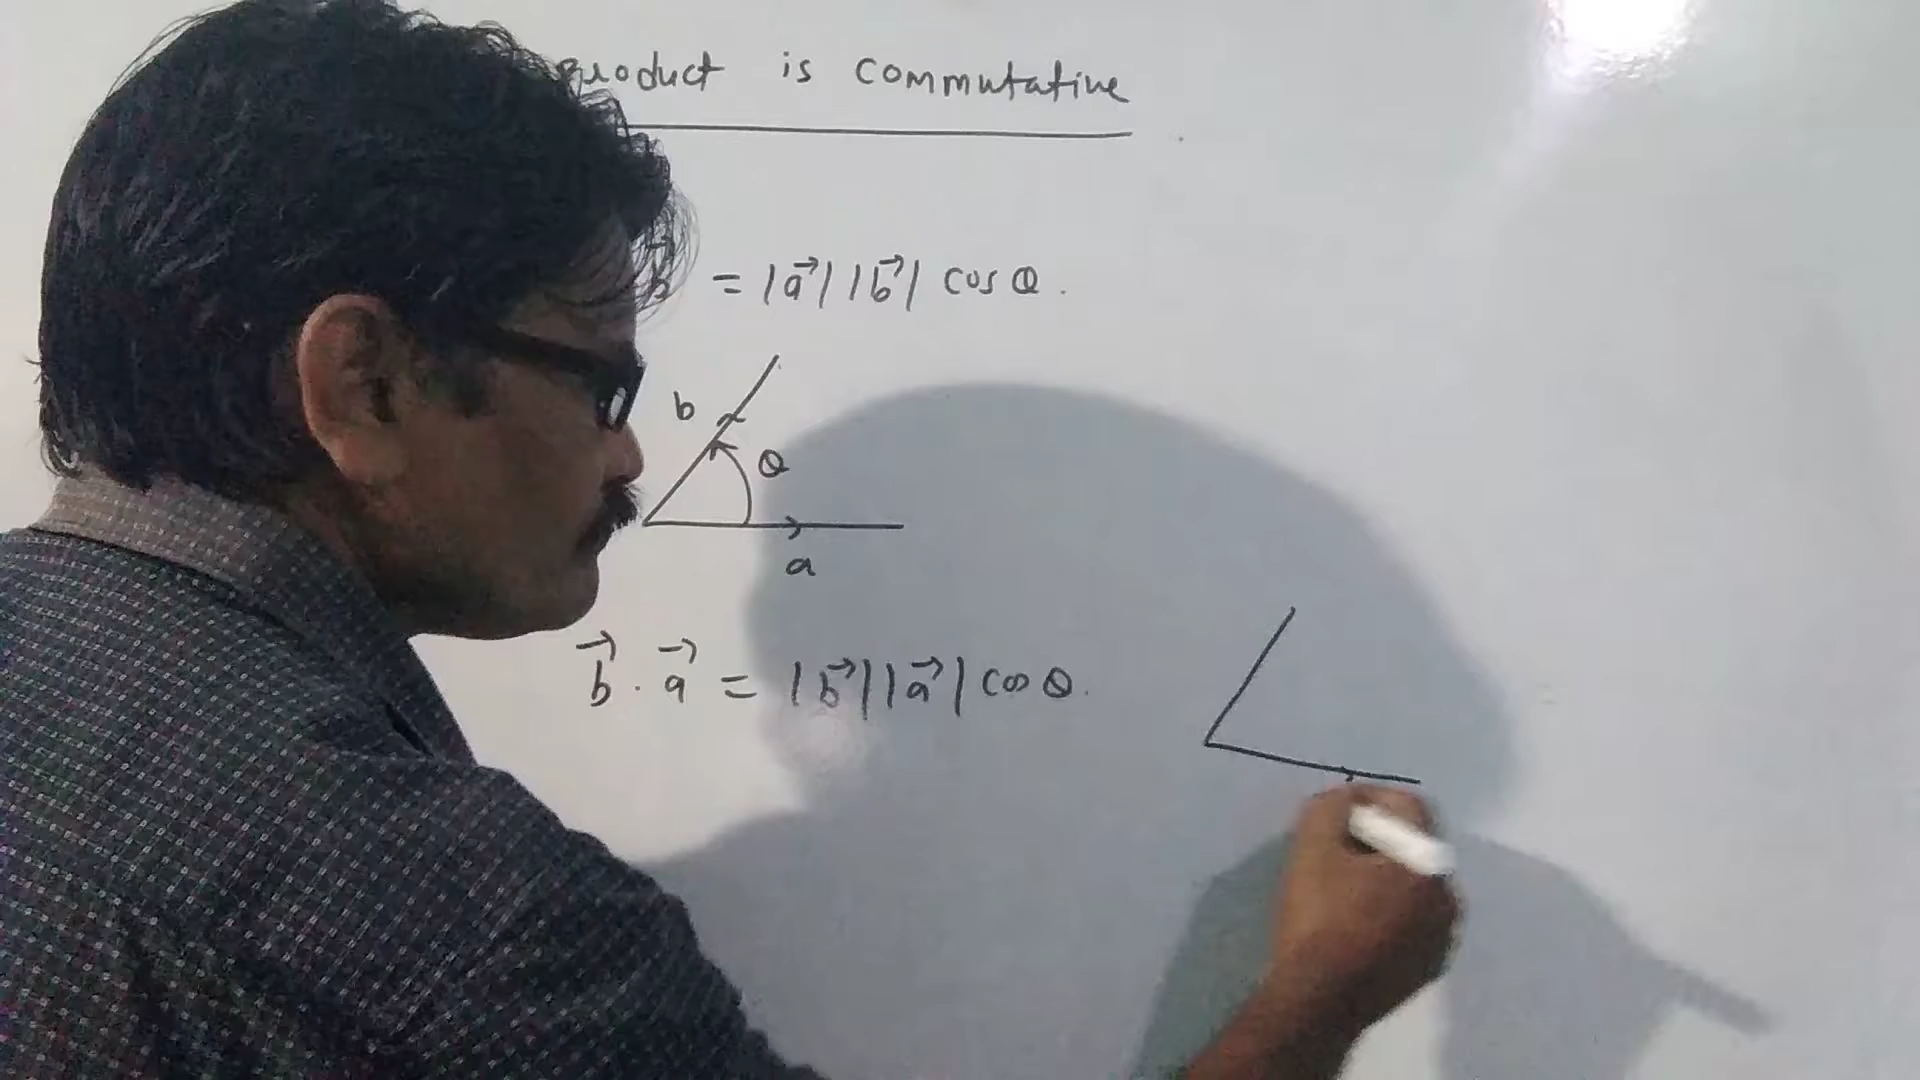 product is commutative
b⃗ = |a⃗| |b⃗| cos θ.
b
θ
a
b⃗ . a⃗ = |b⃗| |a⃗| cos θ.